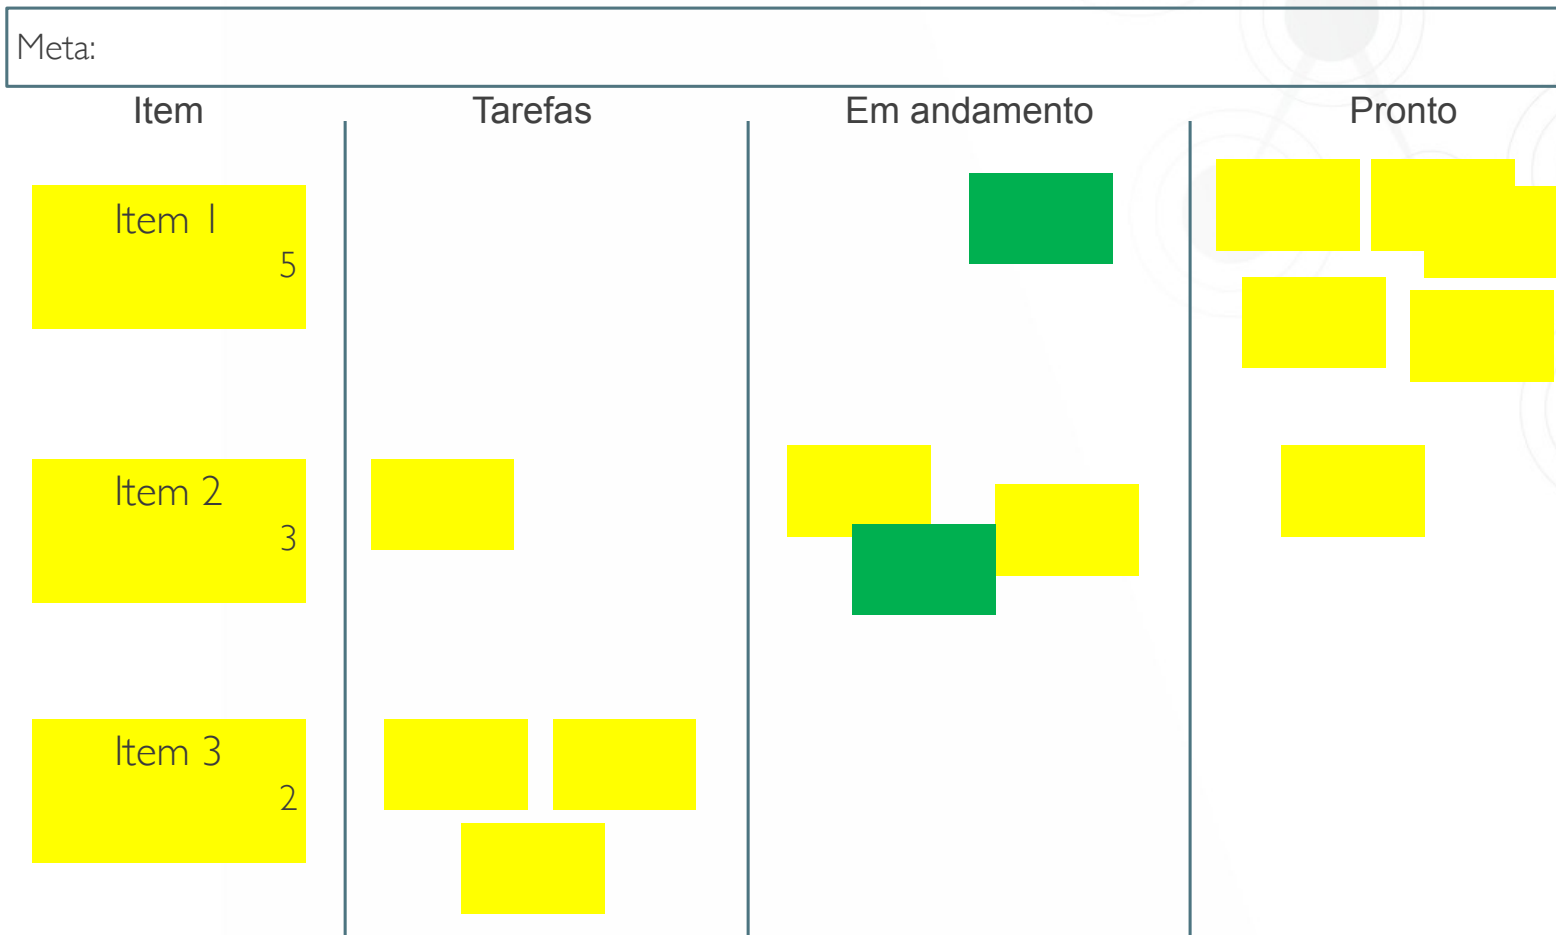 Meta:
Item
Tarefas
Em andamento
Pronto
Item 1
5
Item 2
3
Item 3
2